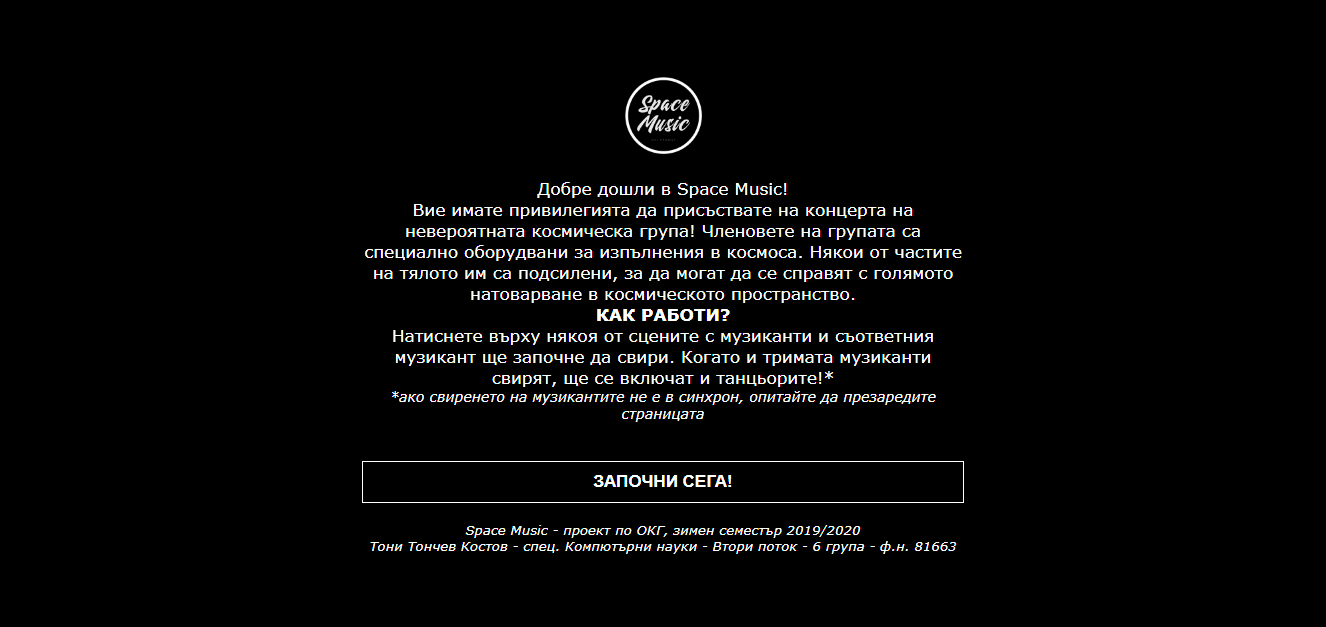 Space
Music
Добре дошли в Space Music!
Вие имате привилегията да присъствате на концерта на
невероятната космическа група! Членовете на групата са
специално оборудвани за изпълнения в космоса. Някои от частите
на тялото им са подсилени, за да могат да се справят с голямото
натоварване в космическото пространство.
КАК РАБОТИ?
Натиснете върху някоя от сцените с музиканти и съответния
музикант ще започне да свири. Когато и тримата музиканти
свирят, ще се включат и танцьорите!*
*ако свиренето на музикантите не е в синхрон, опитайте да презаредите
страницата
ЗАПОЧНИ СЕГА!
Space Music - проект по ОКГ, зимен семестър 2019/2020
Тони Тончев Костов - спец. Компютърни науки - Втори поток - 6 група - ф.н. 81663